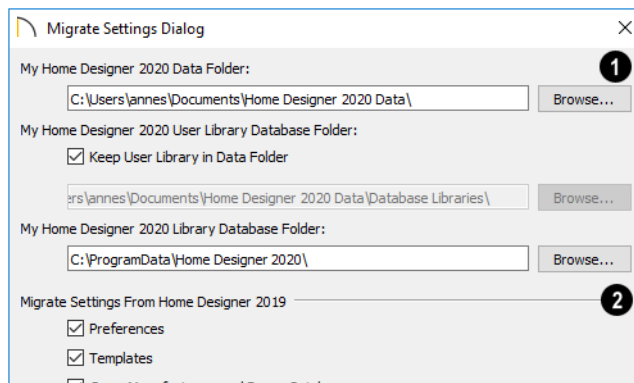 Migrate Settings Dialog
My Home Designer 2020 Data Folder:
1
C:\Users\annes\Documents\Home Designer 2020 Data\
Browse...
My Home Designer 2020 User Library Database Folder:
Keep User Library in Data Folder
ers\annes\Documents\Home Designer 2020 Data\Database Libraries\
Browse...
My Home Designer 2020 Library Database Folder:
C:\ProgramData\Home Designer 2020\
Browse...
Migrate Settings From Home Designer 2019
2
Preferences
Templates